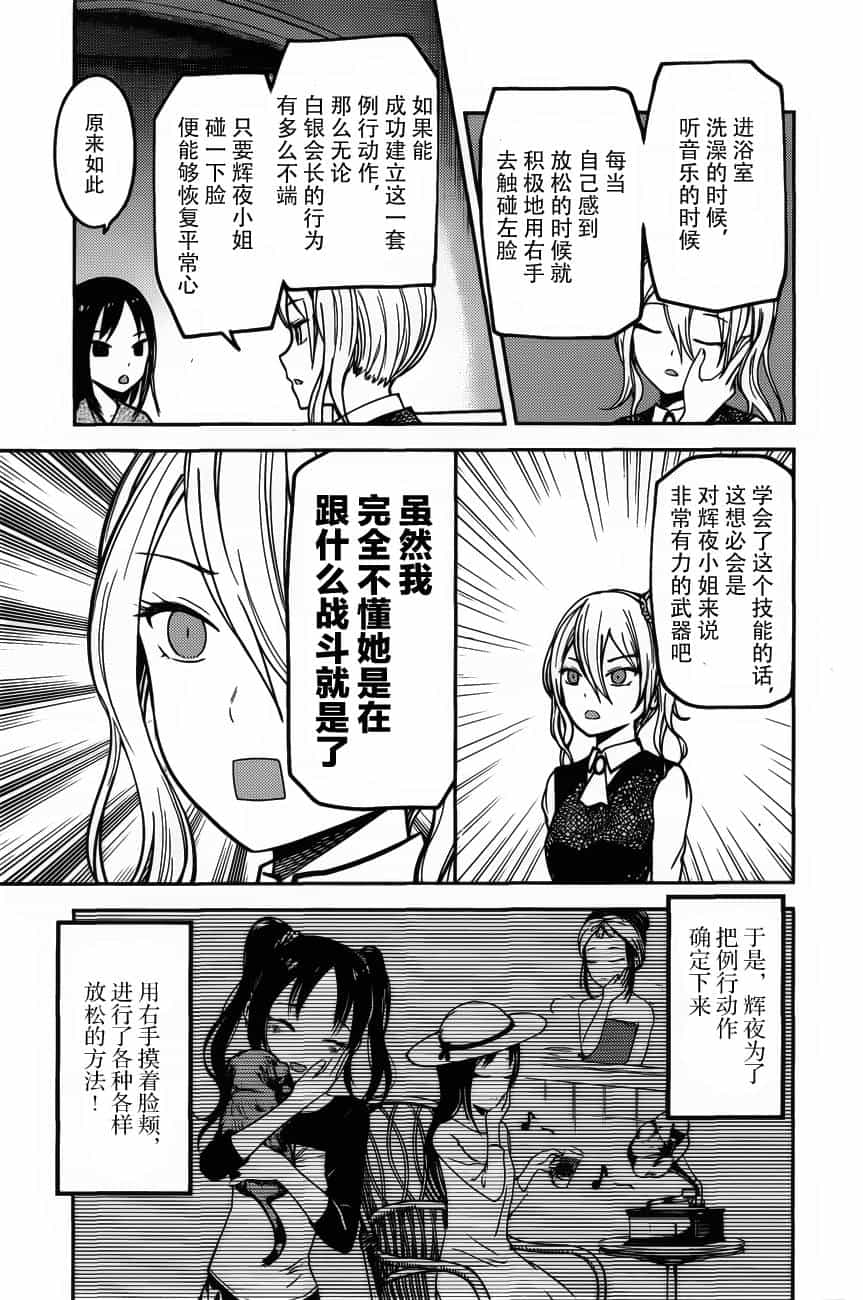 进浴室
洗澡的时候,
听音乐的时候
每当
自己感到
放松的时候就
积极地用右手
去触碰左脸
如果能
成功建立这一套
例行动作,
那么无论
白银会长的行为
有多么不端
只要辉夜小姐
碰一下脸
便能够恢复平常心
原来如此
学会了这个技能的话,
这想必会是
对辉夜小姐来说
非常有力的武器吧
虽然我
完全不懂她是在
跟什么战斗就是了
于是,辉夜为了
把例行动作
确定下来
用右手摸着脸颊,
进行了各种各样
放松的方法!